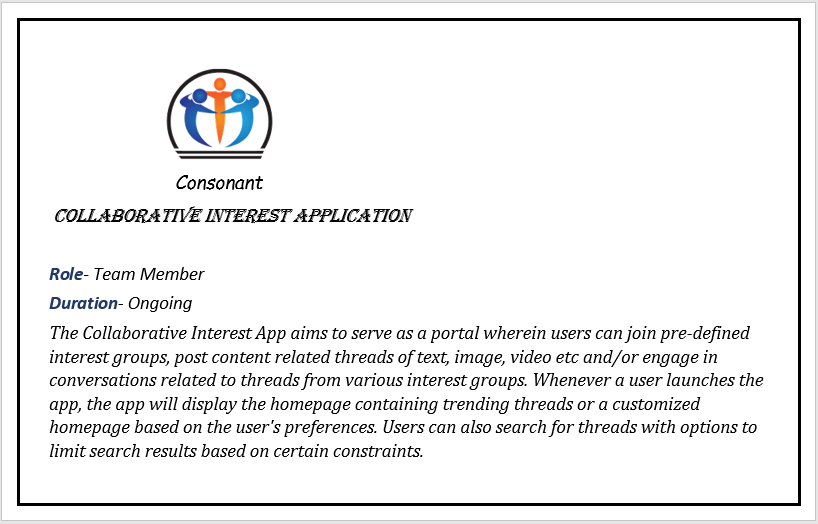 Consonant
COLLABORATIVE INTEREST APPLICATION
Role- Team Member
Duration- Ongoing
The Collaborative Interest App aims to serve as a portal wherein users can join pre-defined
interest groups, post content related threads of text, image, video etc and/or engage in
conversations related to threads from various interest groups. Whenever a user launches the
app, the app will display the homepage containing trending threads or a customized
homepage based on the user's preferences. Users can also search for threads with options to
limit search results based on certain constraints.